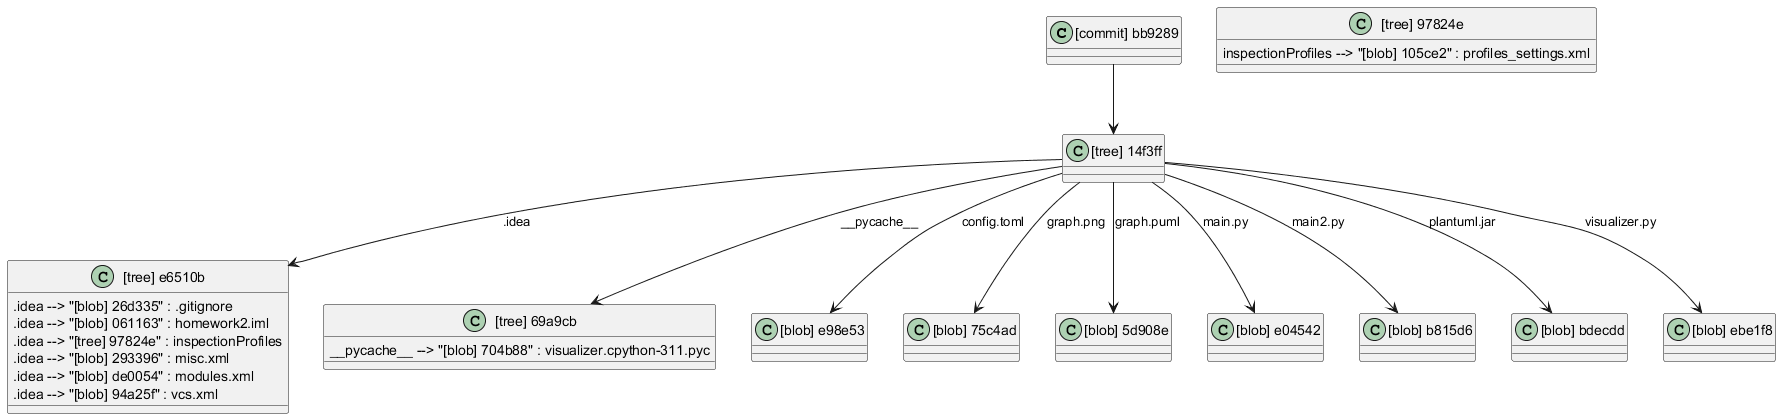 C [commit] bb9289
C [tree] 97824e
inspectionProfiles --> "[blob] 105ce2" : profiles_settings.xml
C [tree] 14f3ff
.idea
__pycache__
config.toml
graph.png
graph.puml
main.py
main2.py
plantuml.jar
visualizer.py
C [tree] e6510b
.idea --> "[blob] 26d335" : .gitignore
.idea --> "[blob] 061163" : homework2.iml
.idea --> "[tree] 97824e" : inspectionProfiles
.idea --> "[blob] 293396" : misc.xml
.idea --> "[blob] de0054" : modules.xml
.idea --> "[blob] 94a25f" : vcs.xml
C [tree] 69a9cb
__pycache__ --> "[blob] 704b88" : visualizer.cpython-311.pyc
C [blob] e98e53
C [blob] 75c4ad
C [blob] 5d908e
C [blob] e04542
C [blob] b815d6
C [blob] bdecdd
C [blob] ebe1f8